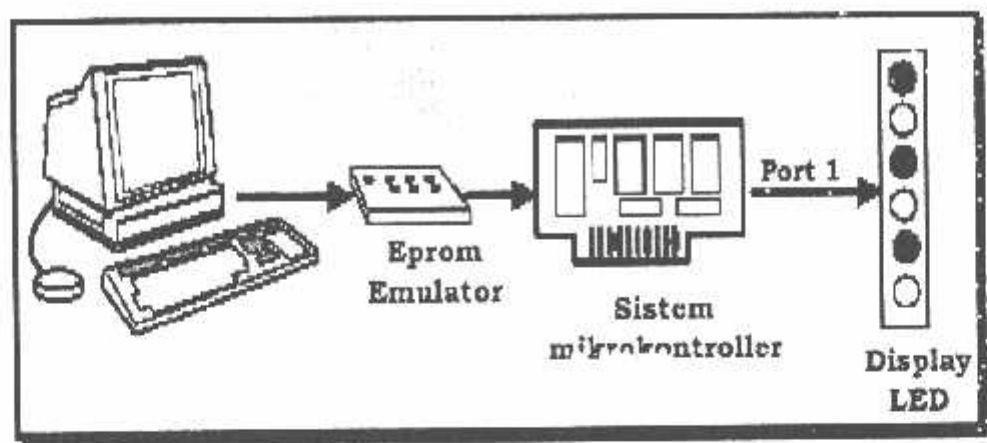 Port 1
Eprom
Emulator
Sistem
mikrokontroller
Display
LED